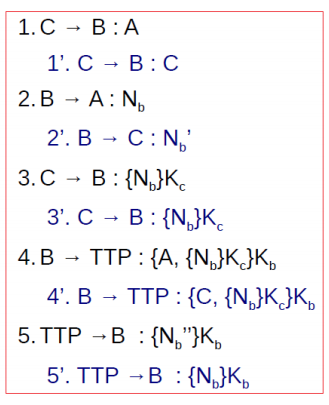 1. C → B : A
1’. C → B : C
2. B → A : N_b
2’. B → C : N_b’
3. C → B : {N_b}K_c
3’. C → B : {N_b}K_c
4. B → TTP : {A, {N_b}K_c}K_b
4’. B → TTP : {C, {N_b}K_c}K_b
5. TTP →B : {N_b’’}K_b
5’. TTP →B : {N_b}K_b